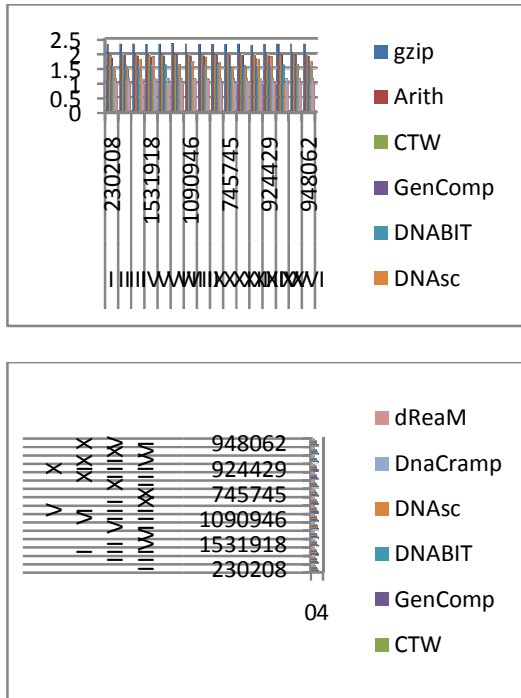 2.5
2
1.5
1
0.5
0
230208
1531918
1090946
745745
924429
948062
gzip
Arith
CTW
GenComp
DNABIT
DNAsc
948062
924429
745745
1090946
1531918
230208
04
dReaM
DnaCramp
DNAsc
DNABIT
GenComp
CTW